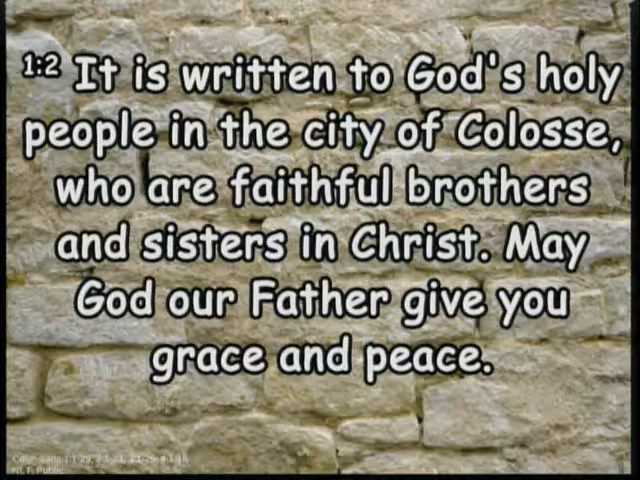 1:2 It is written to God's holy
people in the city of Colosse,
who are faithful brothers
and sisters in Christ. May
God our Father give you
grace and peace.